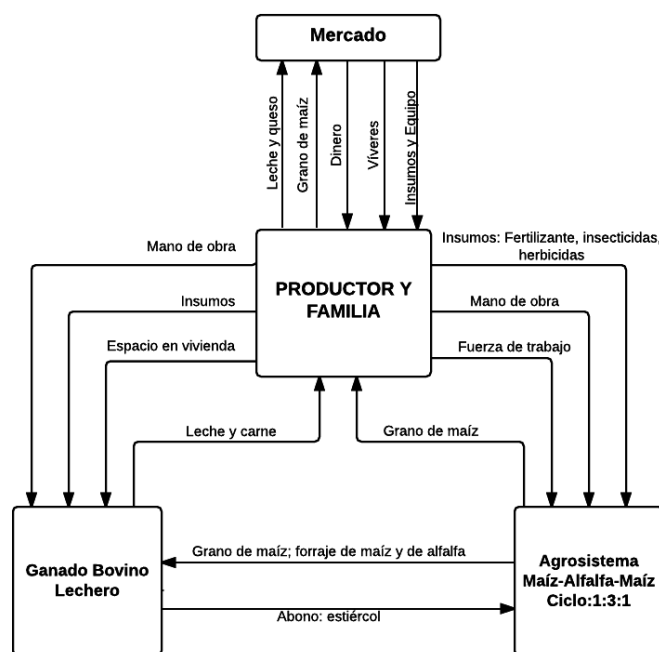 Mercado
Leche y queso
Grano de maíz
Dinero
Víveres
Insumos y Equipo
PRODUCTOR Y
FAMILIA
Mano de obra
Insumos
Espacio en vivienda
Insumos: Fertilizante, insecticidas,
herbicidas
Mano de obra
Fuerza de trabajo
Leche y carne
Grano de maíz
Ganado Bovino
Lechero
Grano de maíz; forraje de maíz y de alfalfa
Abono: estiércol
Agrosistema
Maíz-Alfalfa-Maíz
Ciclo:1:3:1